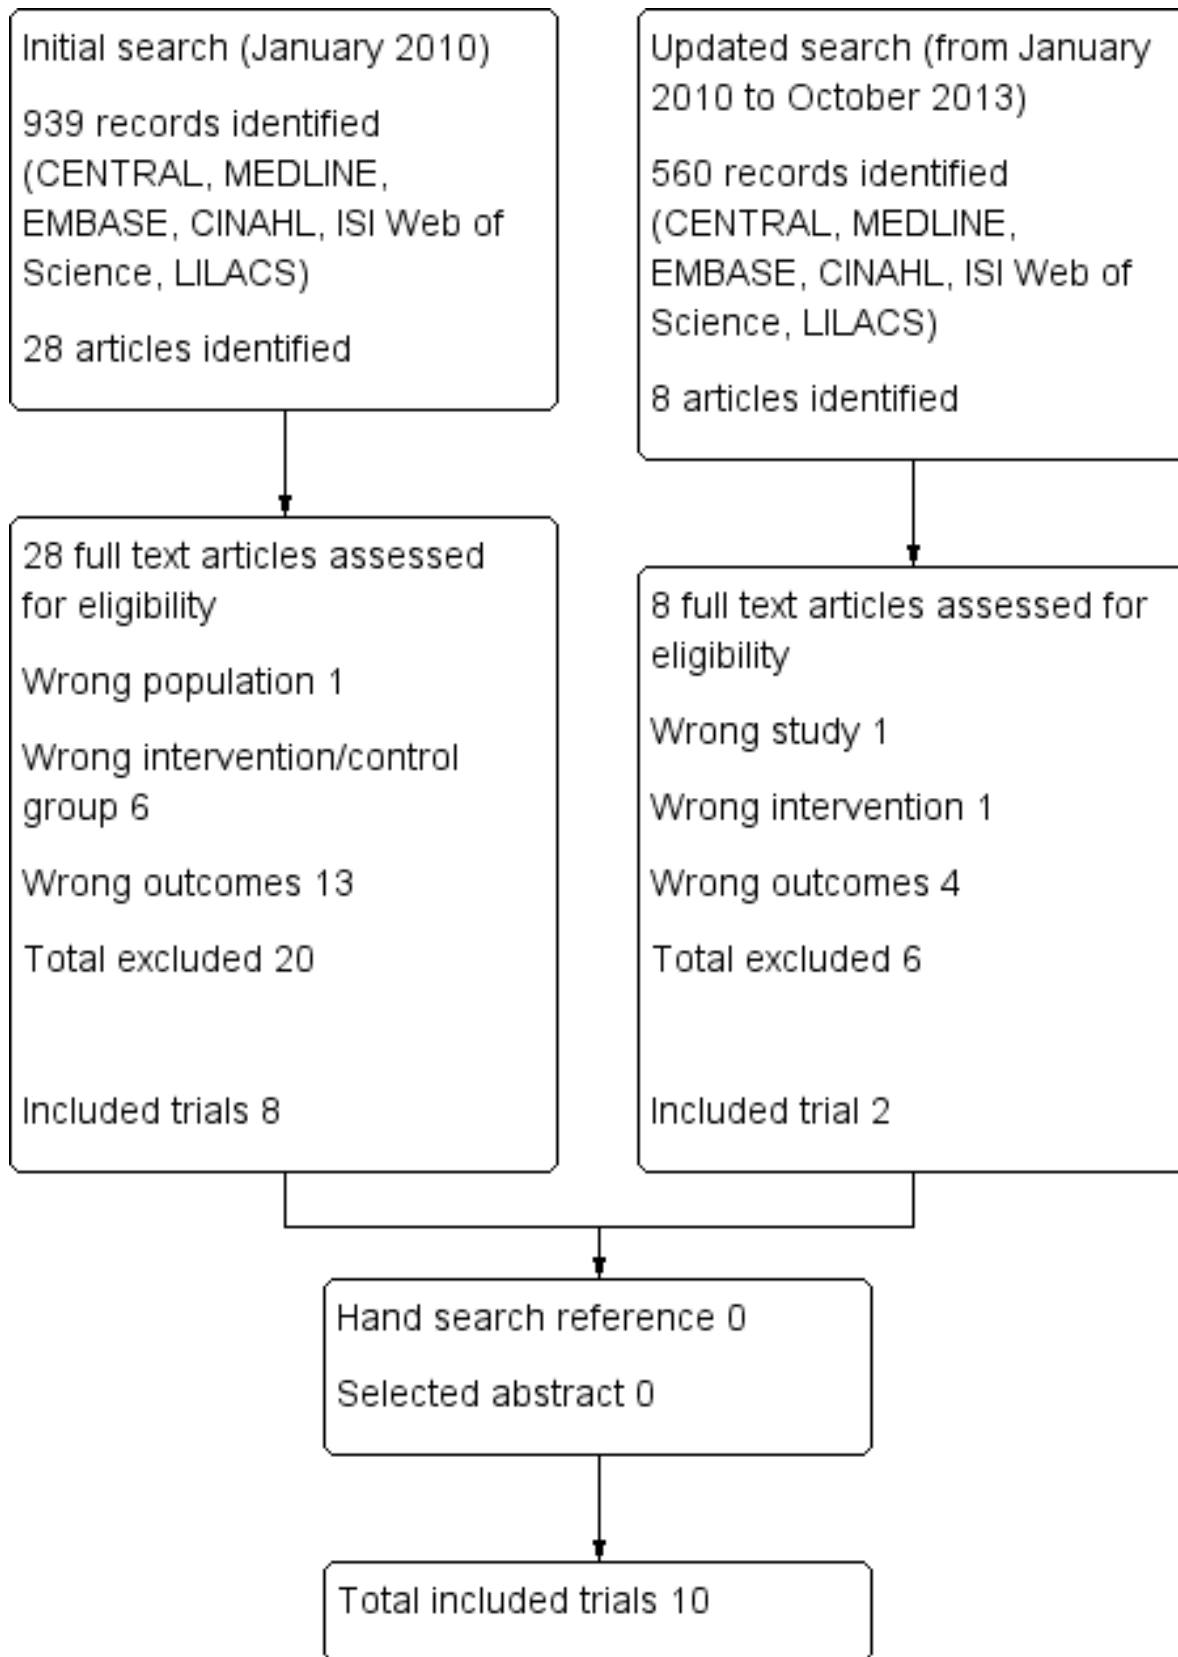 Initial search (January 2010)
939 records identified
(CENTRAL, MEDLINE,
EMBASE, CINAHL, ISI Web of
Science, LILACS)
28 articles identified
Updated search (from January
2010 to October 2013)
560 records identified
(CENTRAL, MEDLINE,
EMBASE, CINAHL, ISI Web of
Science, LILACS)
8 articles identified
28 full text articles assessed
for eligibility
Wrong population 1
Wrong intervention/control
group 6
Wrong outcomes 13
Total excluded 20
Included trials 8
8 full text articles assessed for
eligibility
Wrong study 1
Wrong intervention 1
Wrong outcomes 4
Total excluded 6
Included trial 2
Hand search reference 0
Selected abstract 0
Total included trials 10